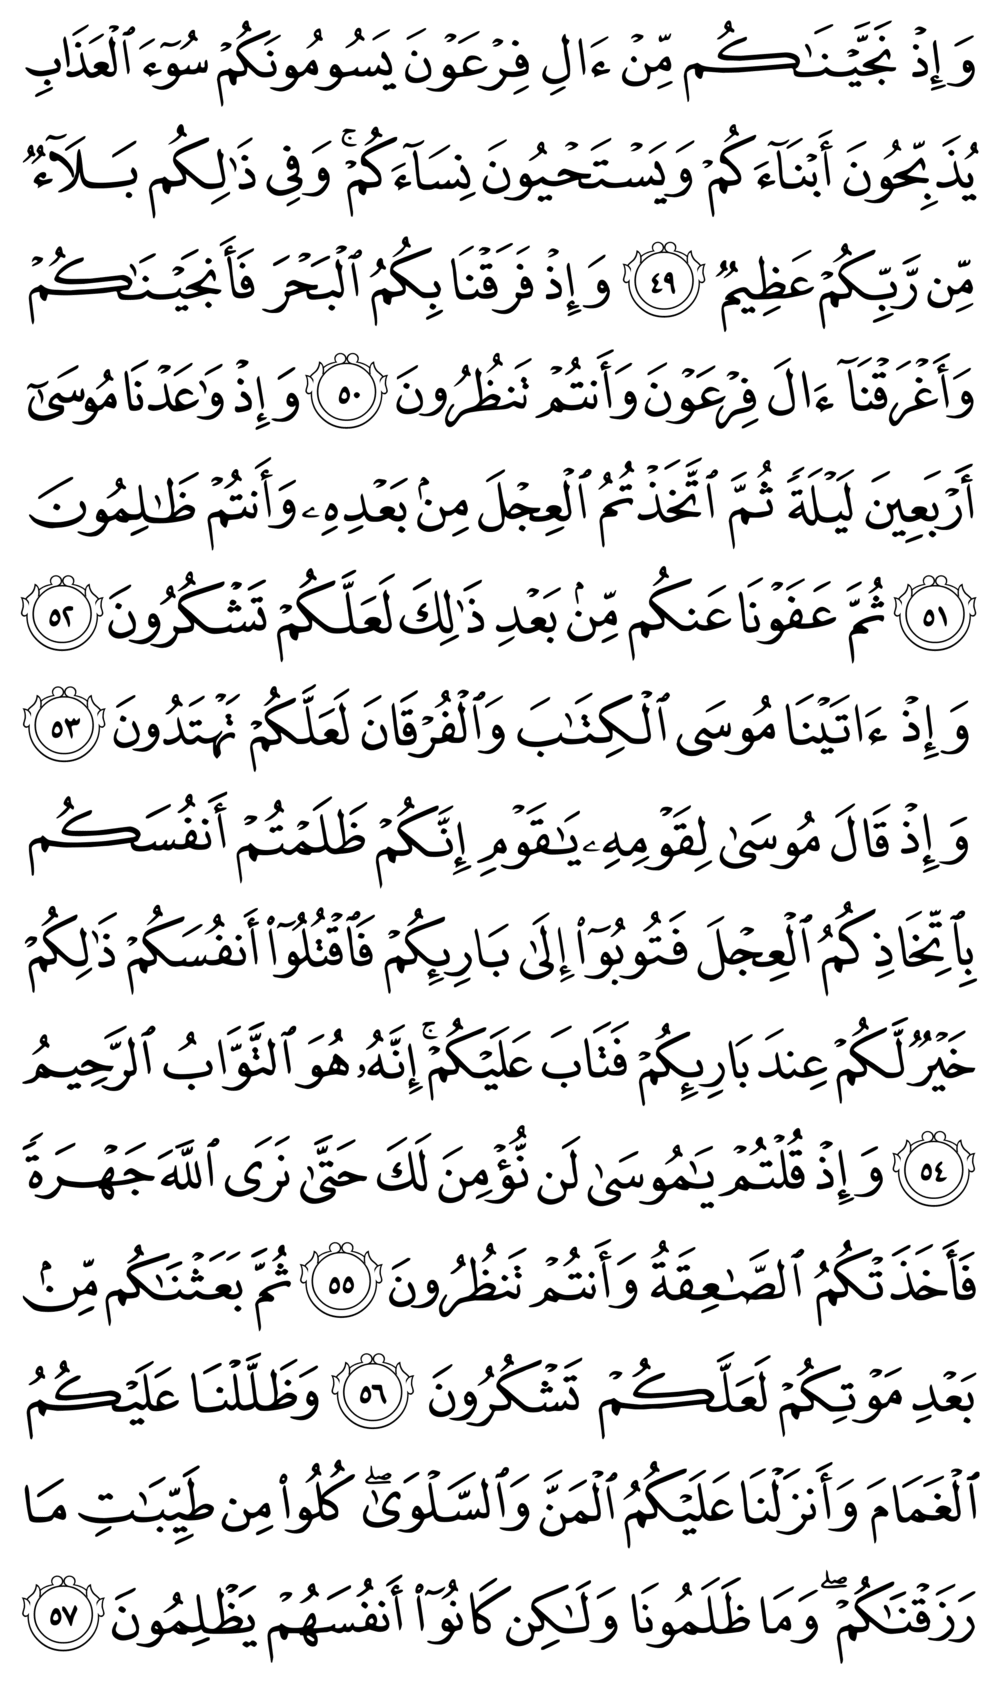 وَإِذۡ نَجَّيۡنَٰكُم مِّنۡ ءَالِ فِرۡعَوۡنَ يَسُومُونَكُمۡ سُوٓءَ ٱلۡعَذَابِ
يُذَبِّحُونَ أَبۡنَآءَكُمۡ وَيَسۡتَحۡيُونَ نِسَآءَكُمۡۚ وَفِي ذَٰلِكُم بَلَآءٞ
مِّن رَّبِّكُمۡ عَظِيمٞ ٤٩ وَإِذۡ فَرَقۡنَا بِكُمُ ٱلۡبَحۡرَ فَأَنجَيۡنَٰكُمۡ
وَأَغۡرَقۡنَآ ءَالَ فِرۡعَوۡنَ وَأَنتُمۡ تَنظُرُونَ ٥٠ وَإِذۡ وَٰعَدۡنَا مُوسَىٰٓ
أَرۡبَعِينَ لَيۡلَةٗ ثُمَّ ٱتَّخَذۡتُمُ ٱلۡعِجۡلَ مِنۢ بَعۡدِهِۦ وَأَنتُمۡ ظَٰلِمُونَ
٥١ ثُمَّ عَفَوۡنَا عَنكُم مِّنۢ بَعۡدِ ذَٰلِكَ لَعَلَّكُمۡ تَشۡكُرُونَ ٥٢
وَإِذۡ ءَاتَيۡنَا مُوسَى ٱلۡكِتَٰبَ وَٱلۡفُرۡقَانَ لَعَلَّكُمۡ تَهۡتَدُونَ ٥٣
وَإِذۡ قَالَ مُوسَىٰ لِقَوۡمِهِۦ يَٰقَوۡمِ إِنَّكُمۡ ظَلَمۡتُمۡ أَنفُسَكُم
بِٱتِّخَاذِكُمُ ٱلۡعِجۡلَ فَتُوبُوٓاْ إِلَىٰ بَارِئِكُمۡ فَٱقۡتُلُوٓاْ أَنفُسَكُمۡ ذَٰلِكُمۡ
خَيۡرٞ لَّكُمۡ عِندَ بَارِئِكُمۡ فَتَابَ عَلَيۡكُمۡۚ إِنَّهُۥ هُوَ ٱلتَّوَّابُ ٱلرَّحِيمُ
٥٤ وَإِذۡ قُلۡتُمۡ يَٰمُوسَىٰ لَن نُّؤۡمِنَ لَكَ حَتَّىٰ نَرَى ٱللَّهَ جَهۡرَةٗ
فَأَخَذَتۡكُمُ ٱلصَّٰعِقَةُ وَأَنتُمۡ تَنظُرُونَ ٥٥ ثُمَّ بَعَثۡنَٰكُم مِّنۢ
بَعۡدِ مَوۡتِكُمۡ لَعَلَّكُمۡ تَشۡكُرُونَ ٥٦ وَظَلَّلۡنَا عَلَيۡكُمُ
ٱلۡغَمَامَ وَأَنزَلۡنَا عَلَيۡكُمُ ٱلۡمَنَّ وَٱلسَّلۡوَىٰۖ كُلُواْ مِن طَيِّبَٰتِ مَا
رَزَقۡنَٰكُمۡۖ وَمَا ظَلَمُونَا وَلَٰكِن كَانُوٓاْ أَنفُسَهُمۡ يَظۡلِمُونَ ٥٧